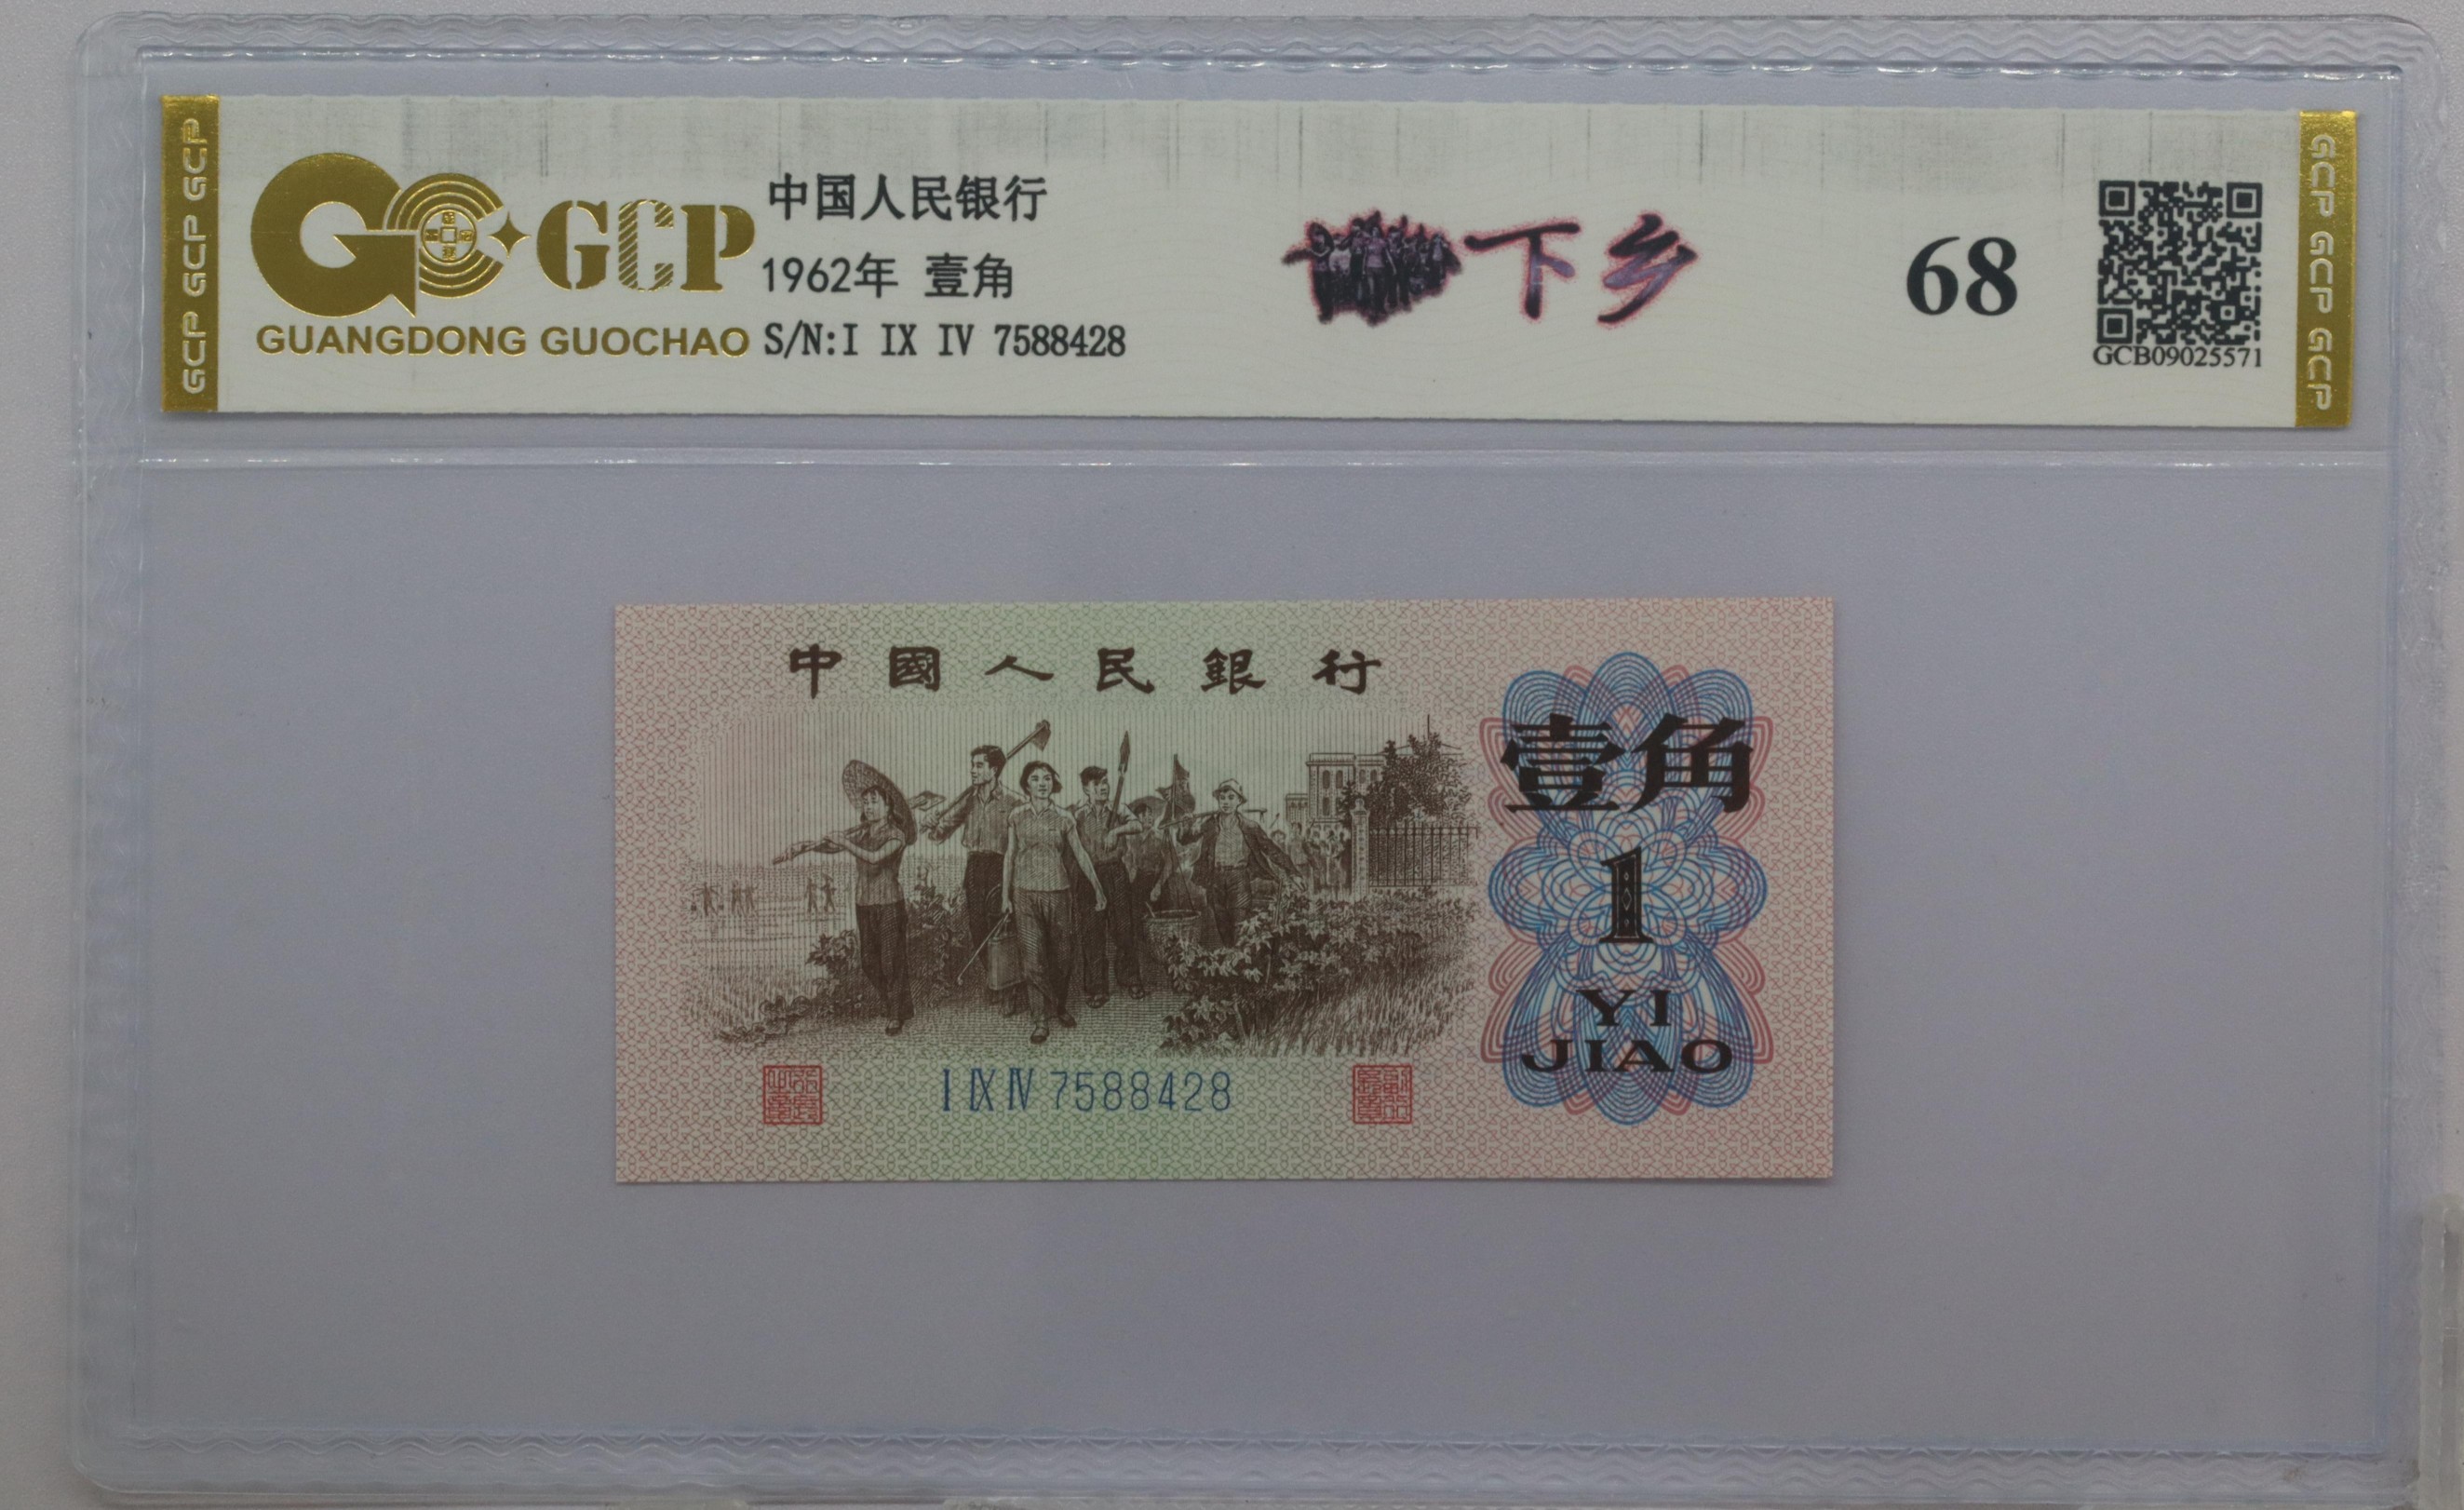 GCP GCP GCP
GCP
GUANGDONG GUOCHAO
中国人民银行
1962年 壹角
S/N:I IX IV 7588428
下乡
68
GCB09025571
GCP GCP GCP
中國人民銀行
壹角
1
YI
JIAO
I IX IV 7588428